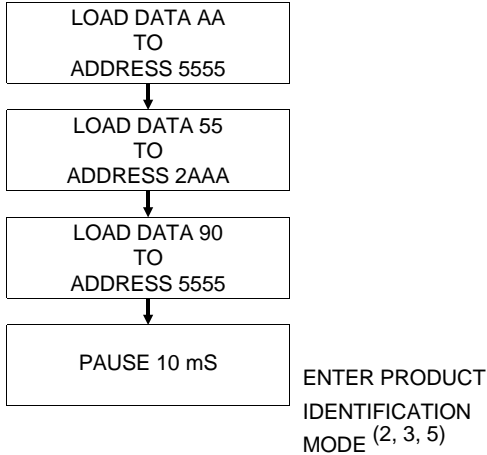 LOAD DATA AA
TO
ADDRESS 5555
LOAD DATA 55
TO
ADDRESS 2AAA
LOAD DATA 90
TO
ADDRESS 5555
PAUSE 10 mS
ENTER PRODUCT
IDENTIFICATION
MODE (2, 3, 5)